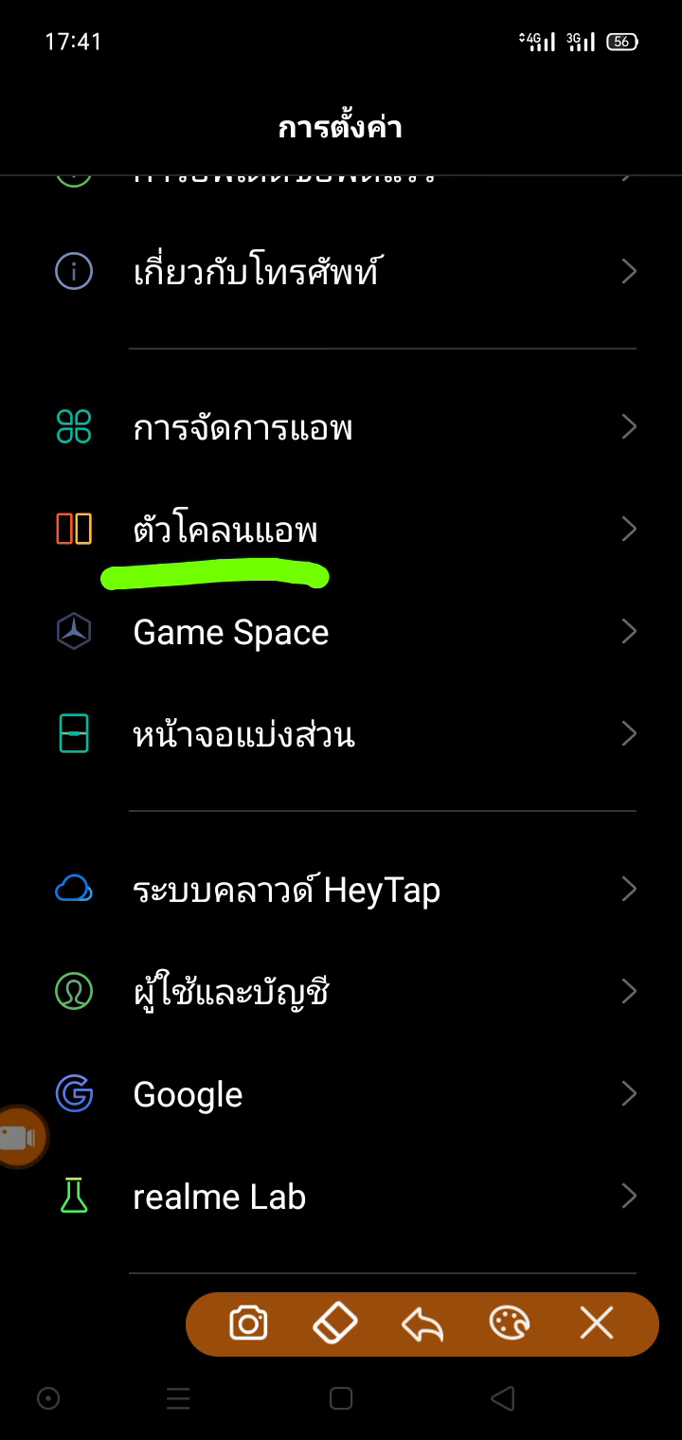 17:41
4G 3G 56
การตั้งค่า
เกี่ยวกับโทรศัพท์
การจัดการแอพ
ตัวโคลนแอพ
Game Space
หน้าจอแบ่งส่วน
ระบบคลาวด์ HeyTap
ผู้ใช้และบัญชี
Google
realme Lab